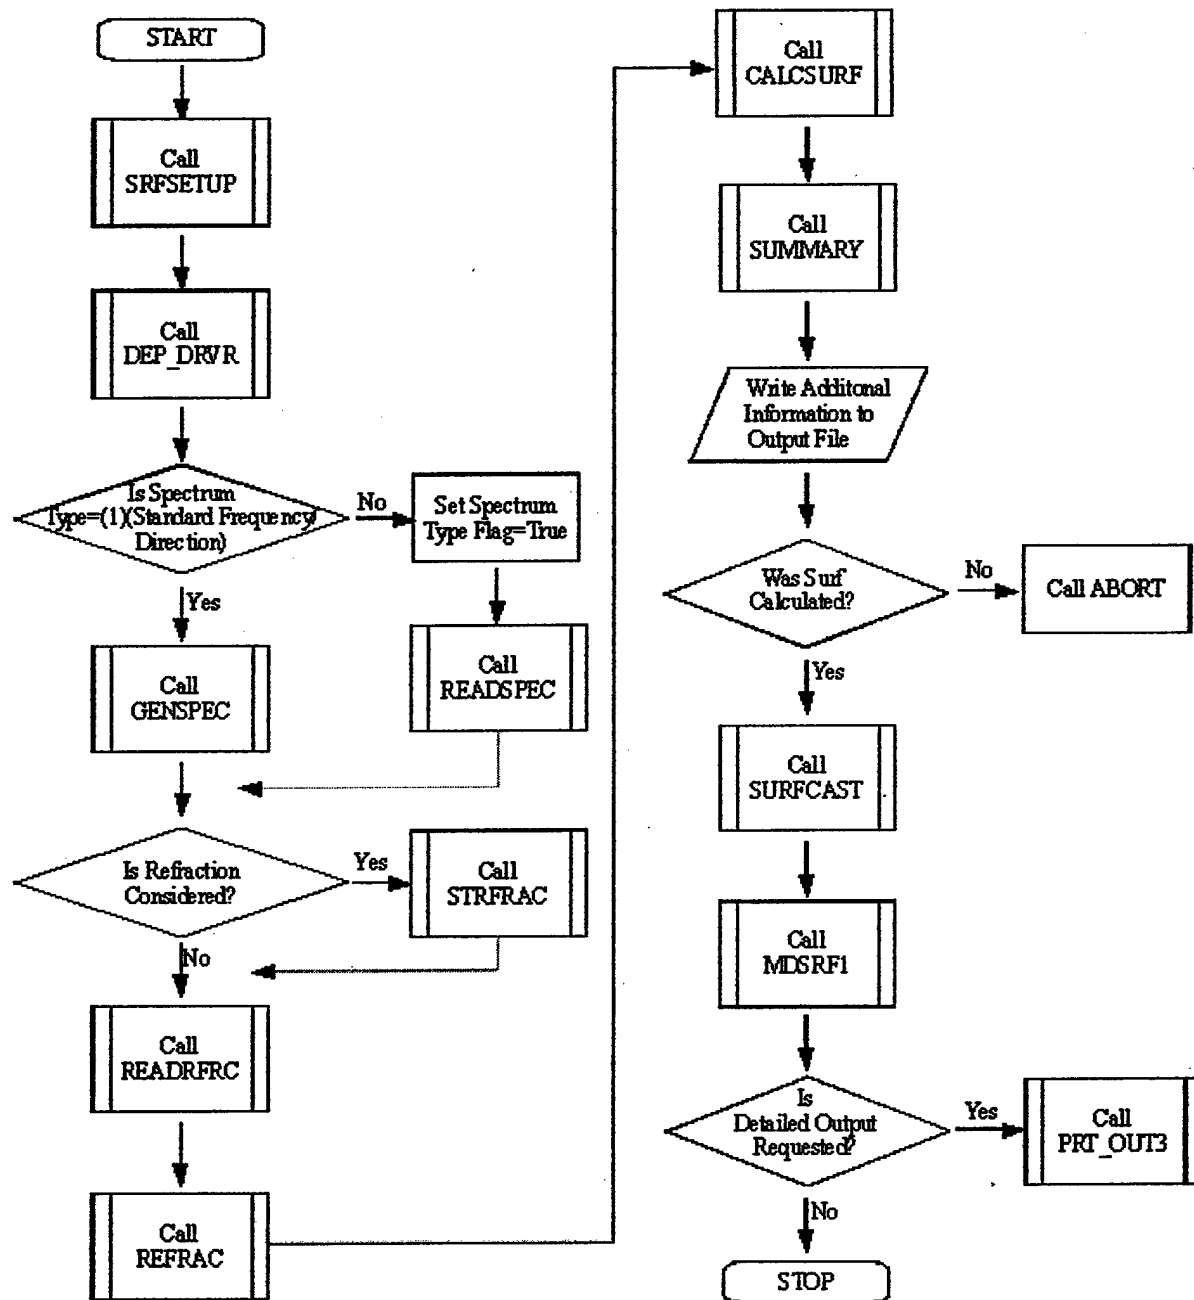 START
Call
SRFSETUP
Call
DEP_DRVR
Is Spectrum
Type=(1)(Standard Frequency/
Direction)
No
Set Spectrum
Type Flag=True
Yes
Call
GENSPEC
Call
READSPEC
Is Refraction
Considered?
Yes
Call
STRFRAC
No
Call
READRFRC
Call
REFRAC
Call
CALCSURF
Call
SUMMARY
Write Additonal
Information to
Output File
Was Surf
Calculated?
No
Call ABORT
Yes
Call
SURFCAST
Call
MDSRF1
Is
Detailed Output
Requested?
Yes
Call
PRT_OUT3
No
STOP